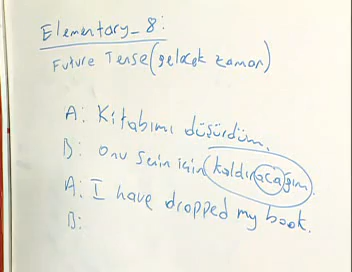 Elementary_8:
Future Tense (gelecek zaman)
A: Kitabımı düşürdüm.
B: onu senin için kaldıracağım.
A: I have dropped my book.
B: